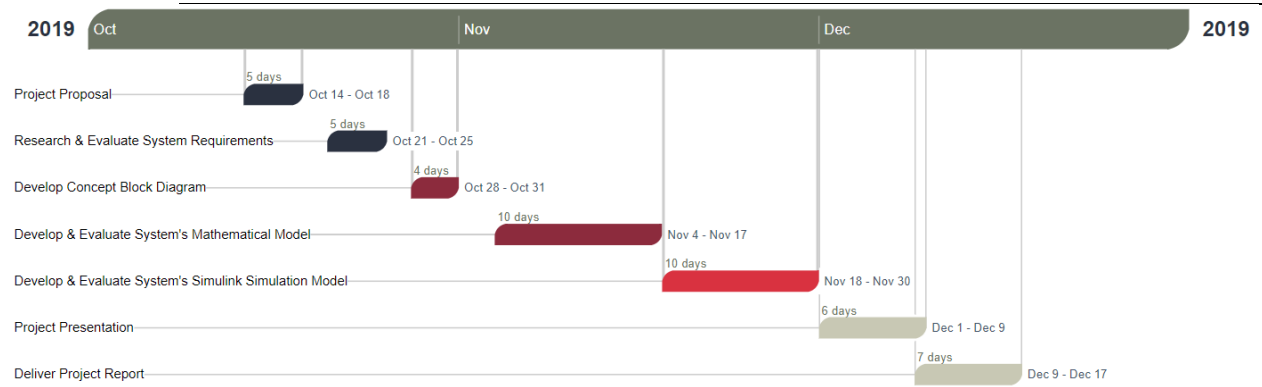 2019 Oct Nov Dec 2019
5 days
Project Proposal Oct 14 - Oct 18
5 days
Research & Evaluate System Requirements Oct 21 - Oct 25
4 days
Develop Concept Block Diagram Oct 28 - Oct 31
10 days
Develop & Evaluate System's Mathematical Model Nov 4 - Nov 17
10 days
Develop & Evaluate System's Simulink Simulation Model Nov 18 - Nov 30
6 days
Project Presentation Dec 1 - Dec 9
7 days
Deliver Project Report Dec 9 - Dec 17